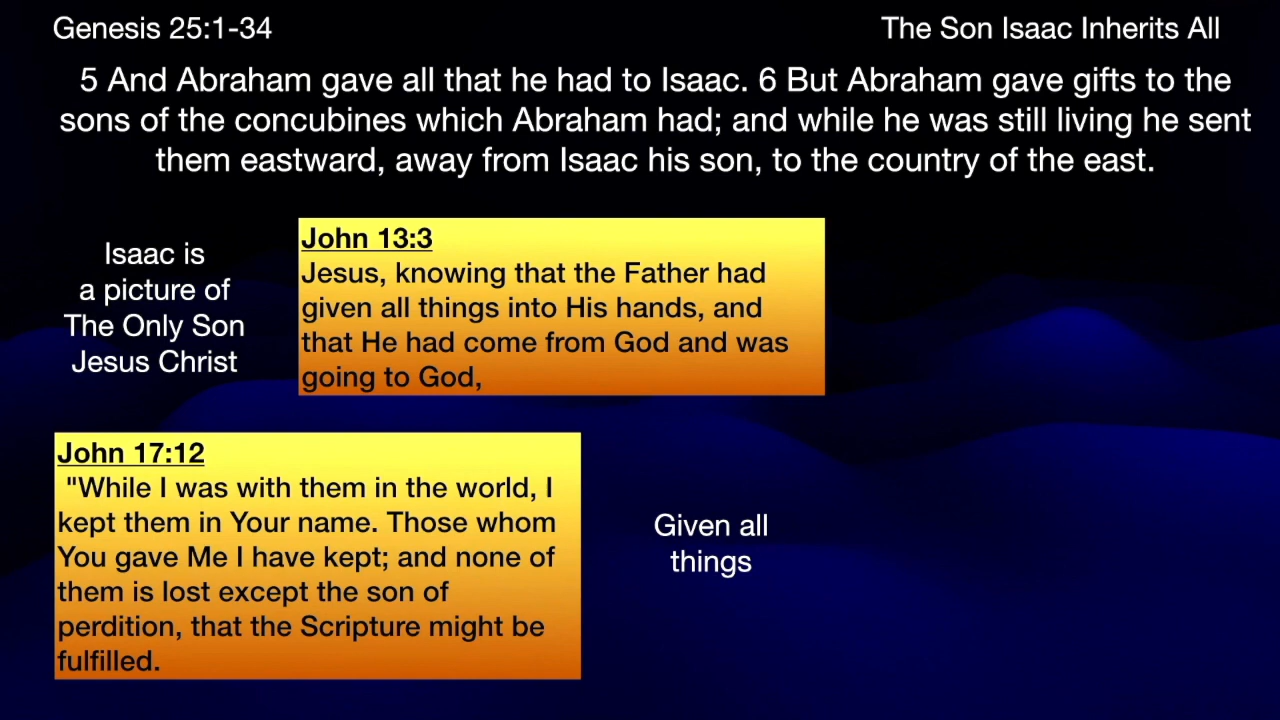 Genesis 25:1-34
The Son Isaac Inherits All
5 And Abraham gave all that he had to Isaac. 6 But Abraham gave gifts to the
sons of the concubines which Abraham had; and while he was still living he sent
them eastward, away from Isaac his son, to the country of the east.
Isaac is
a picture of
The Only Son
Jesus Christ
John 13:3
Jesus, knowing that the Father had
given all things into His hands, and
that He had come from God and was
going to God,
John 17:12
"While I was with them in the world, I
kept them in Your name. Those whom
You gave Me I have kept; and none of
them is lost except the son of
perdition, that the Scripture might be
fulfilled.
Given all
things